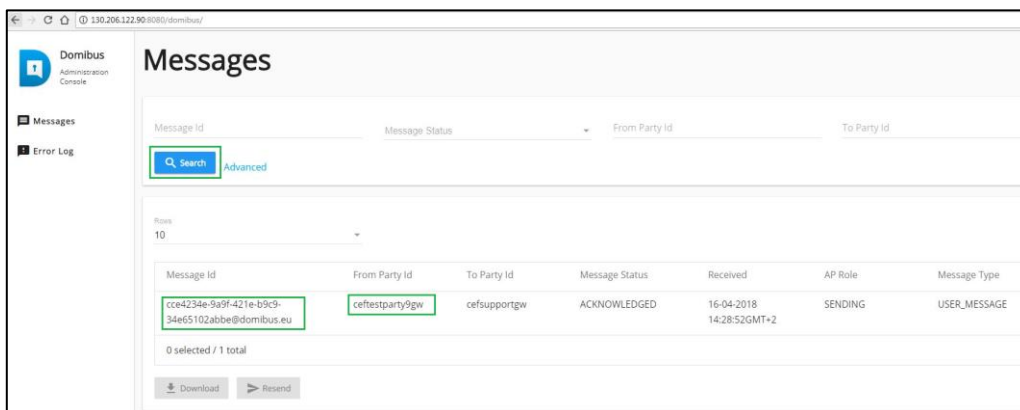 130.206.122.90:8080/domibus/
Domibus
Administration
Console
Messages
Error Log
Messages
Message Id
Message Status
From Party Id
To Party Id
Search
Advanced
Rows
10
Message Id From Party Id To Party Id Message Status Received AP Role Message Type
cce4234e-9a9f-421e-b9c9- ceftestparty9gw cefsupportgw ACKNOWLEDGED 16-04-2018 SENDING USER_MESSAGE
34e65102abbe@domibus.eu 14:28:52GMT+2
0 selected / 1 total
Download Resend